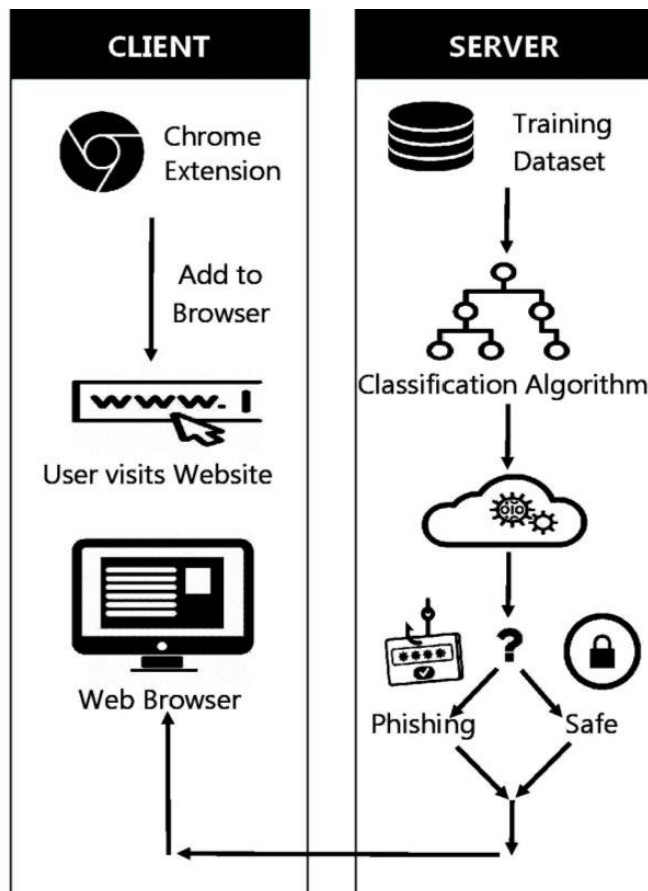 CLIENT
Chrome
Extension
Add to
Browser
www.
User visits Website
Web Browser
SERVER
Training
Dataset
Classification Algorithm
?
Phishing
Safe